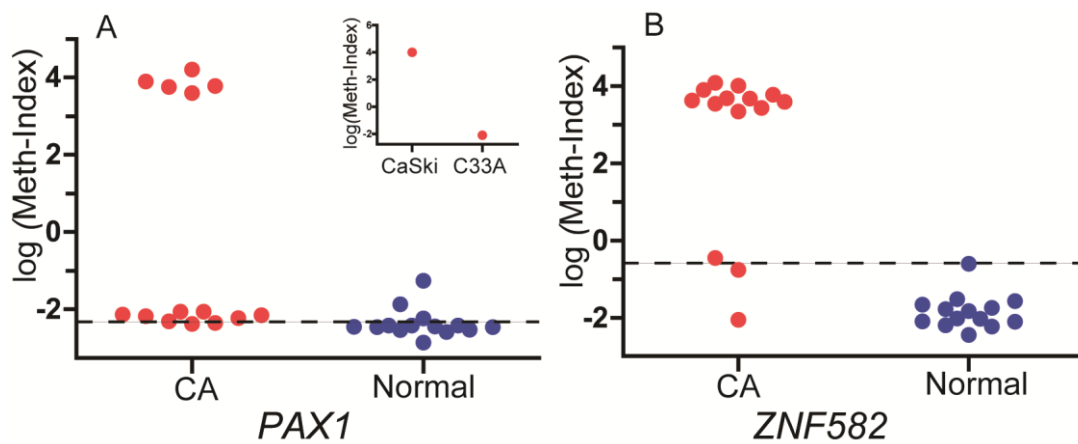 A
log (Meth-Index)
4
2
0
-2
CA
Normal
PAX1
log(Meth-Index)
6
4
2
0
-2
CaSki
C33A
B
log (Meth-Index)
4
2
0
-2
CA
Normal
ZNF582